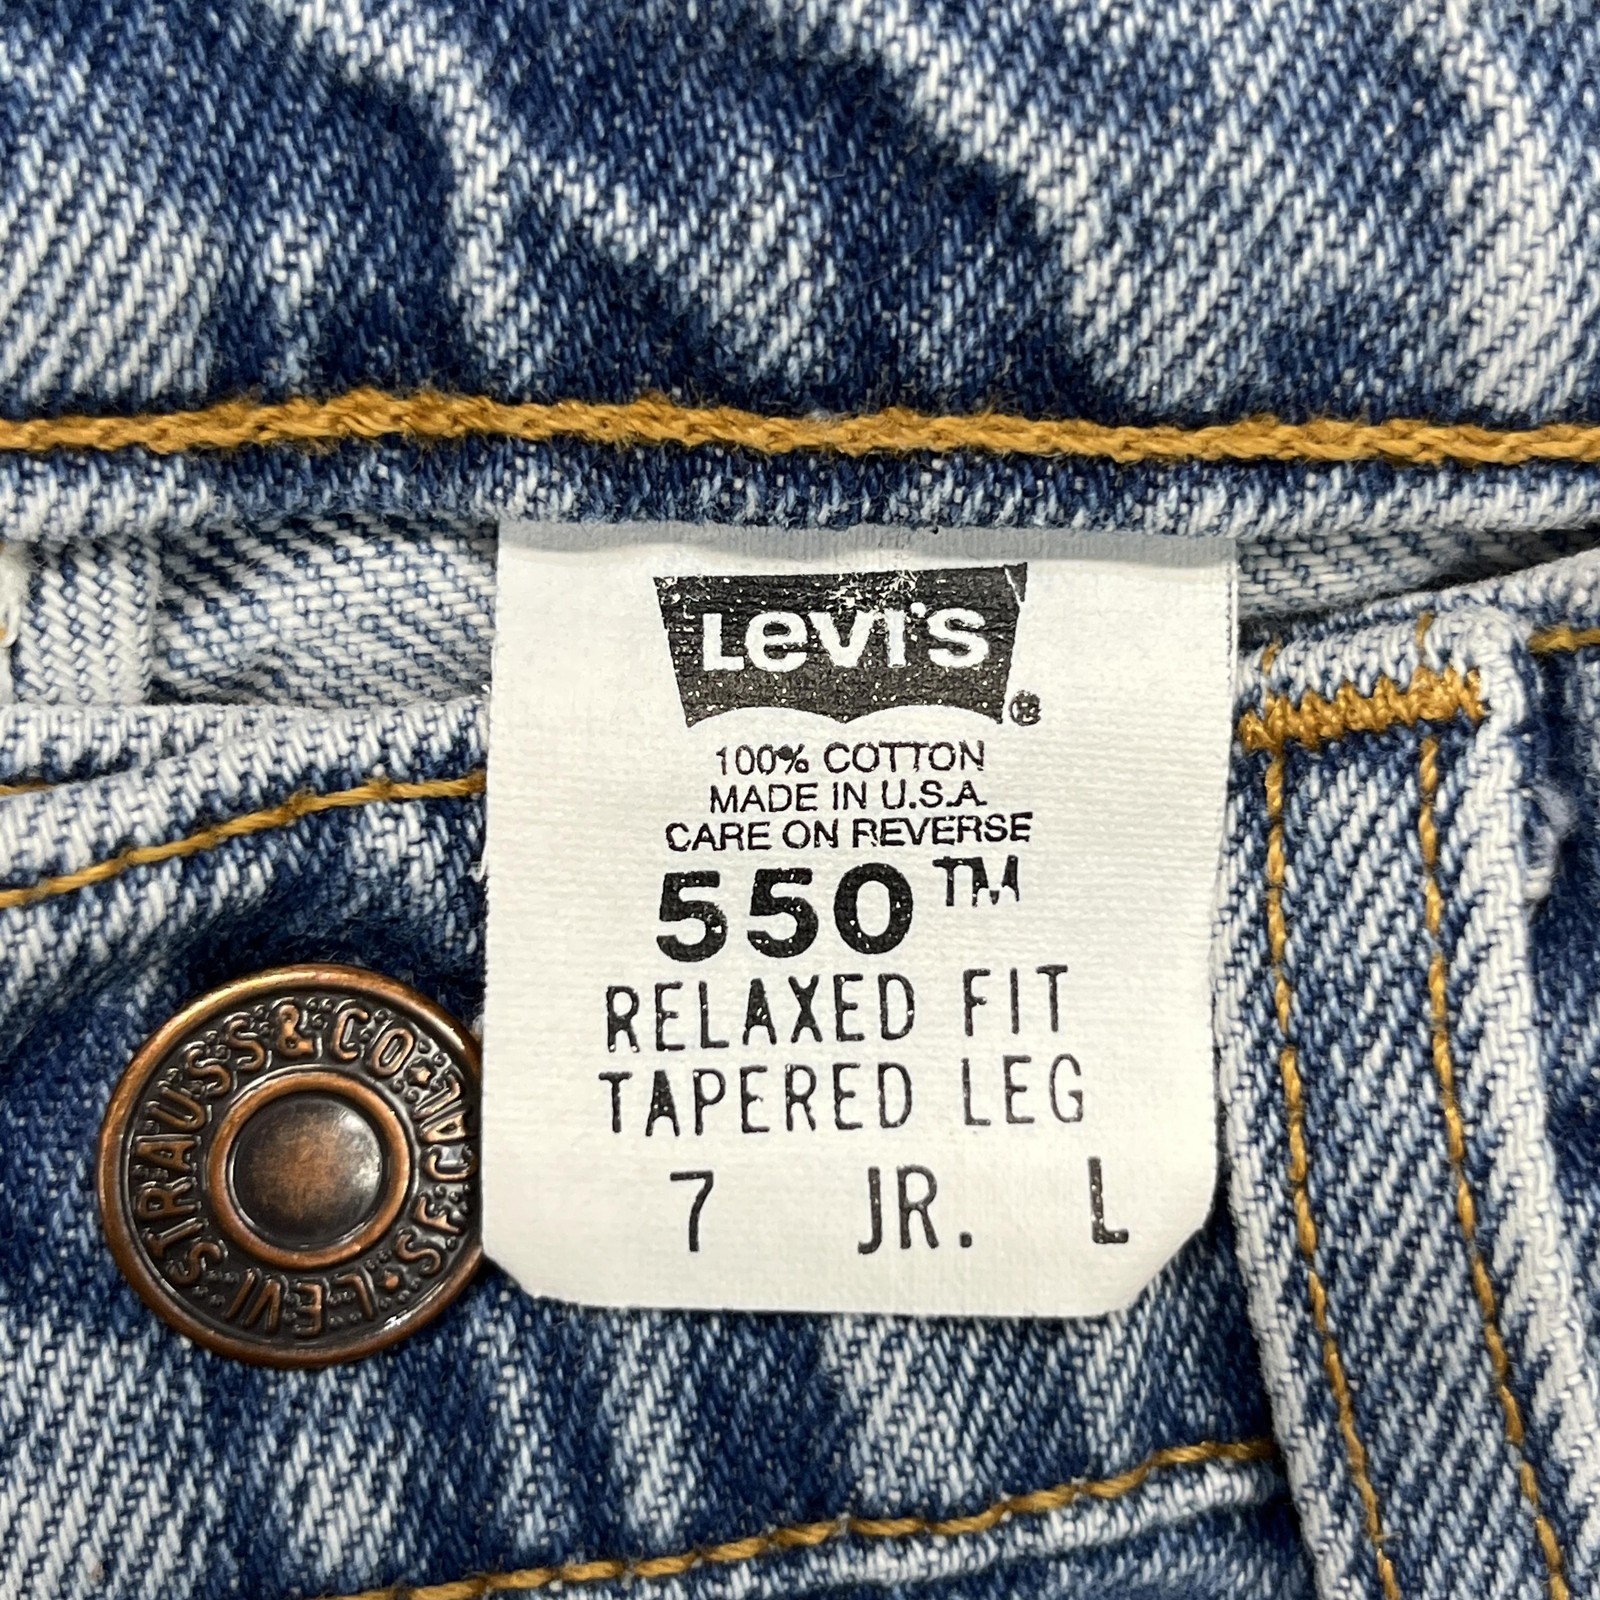 Levi's
®
100% COTTON
MADE IN U.S.A.
CARE ON REVERSE
550™
RELAXED FIT
TAPERED LEG
7 JR. L
LEVI STRAUSS & CO
S.F. CAL